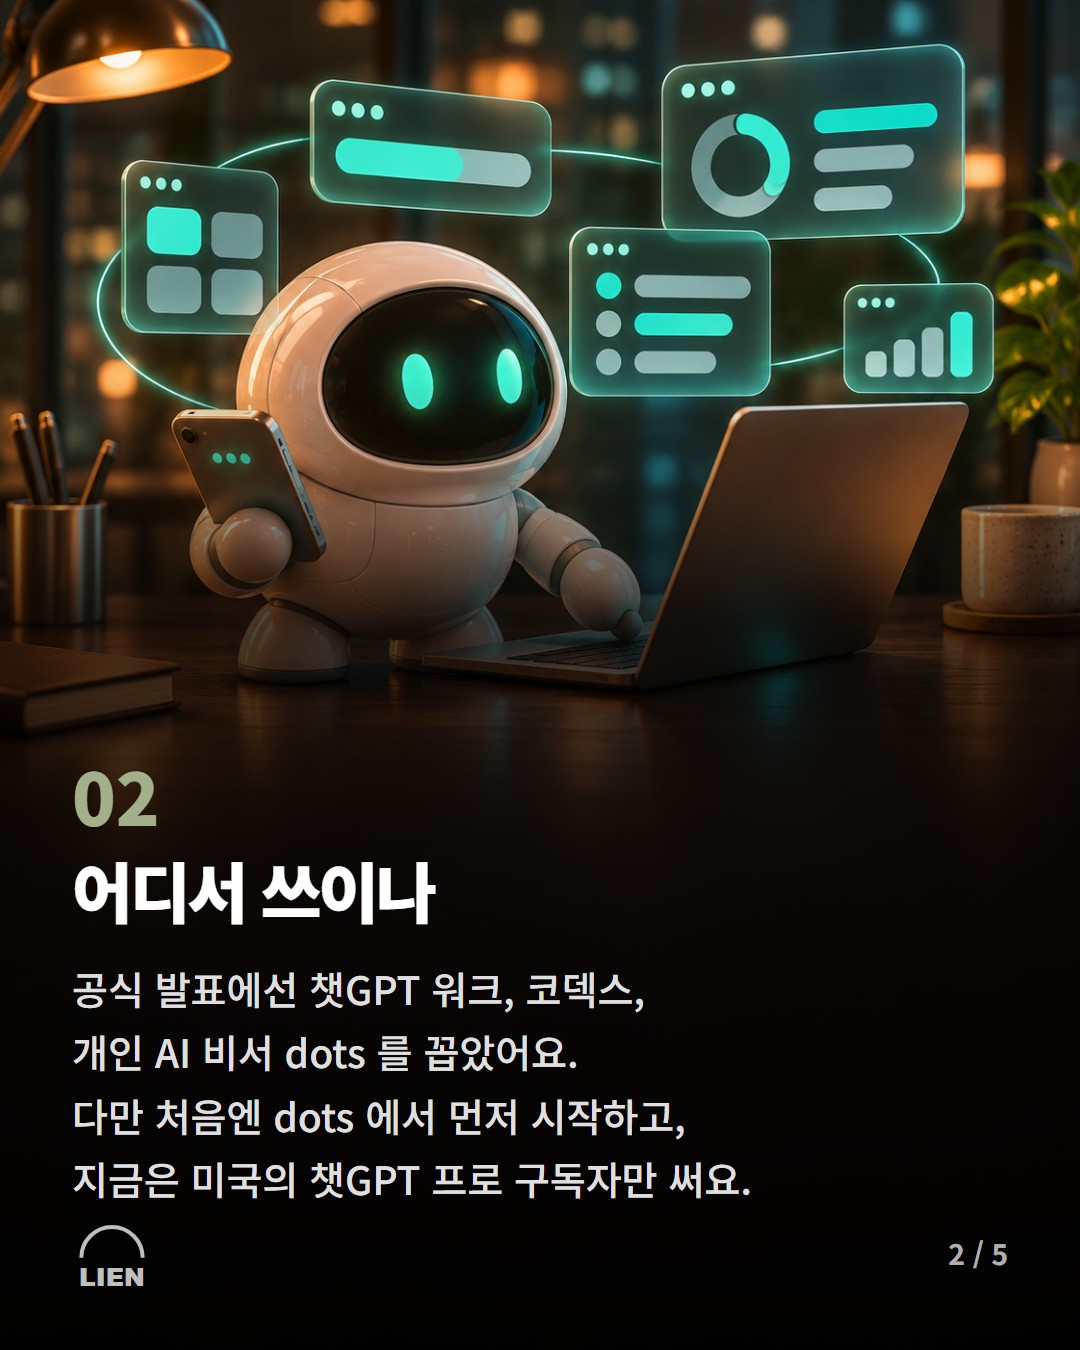 02
어디서 쓰이나
공식 발표에선 챗GPT 워크, 코덱스,
개인 AI 비서 dots 를 꼽았어요.
다만 처음엔 dots 에서 먼저 시작하고,
지금은 미국의 챗GPT 프로 구독자만 써요.
LIEN
2 / 5